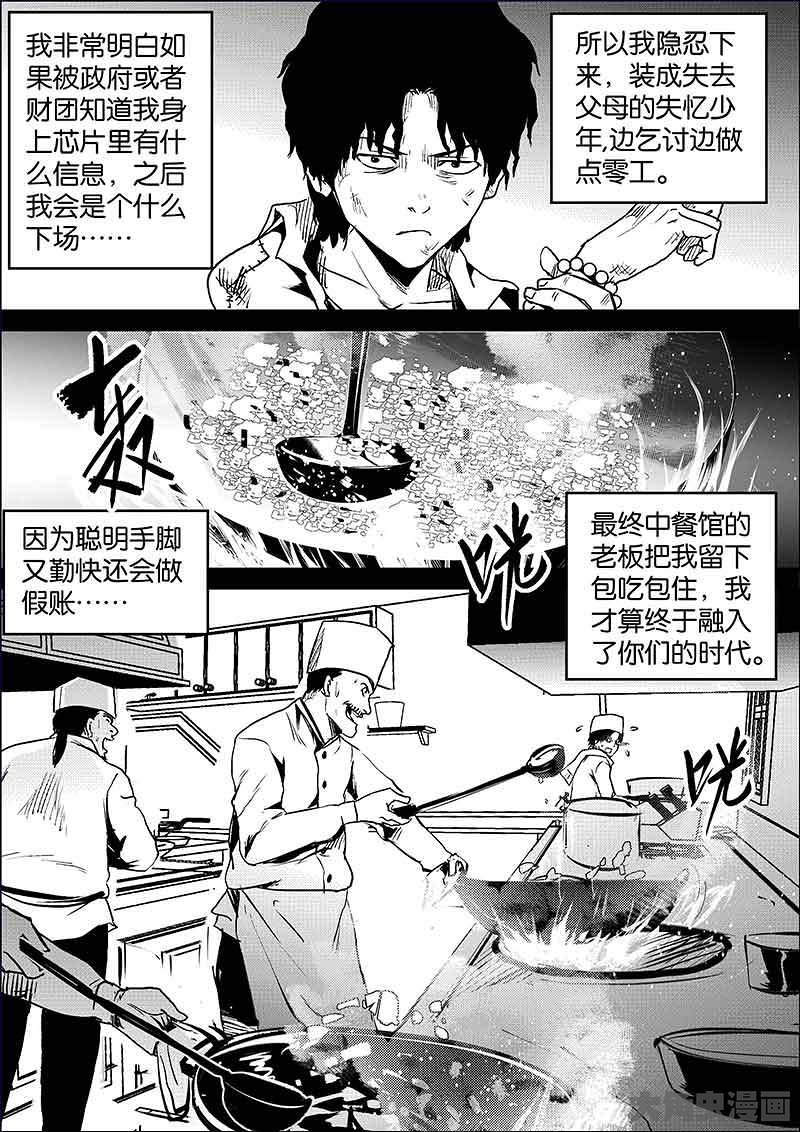 我非常明白如
果被政府或者
财团知道我身
上芯片里有什
么信息，之后
我会是个什么
下场……
所以我隐忍下
来，装成失去
父母的失忆少
年,边乞讨边做
点零工。
因为聪明手脚
又勤快还会做
假账……
咣
最终中餐馆的
老板把我留下
包吃包住，我
才算终于融入
了你们的时代。
咣
漫画